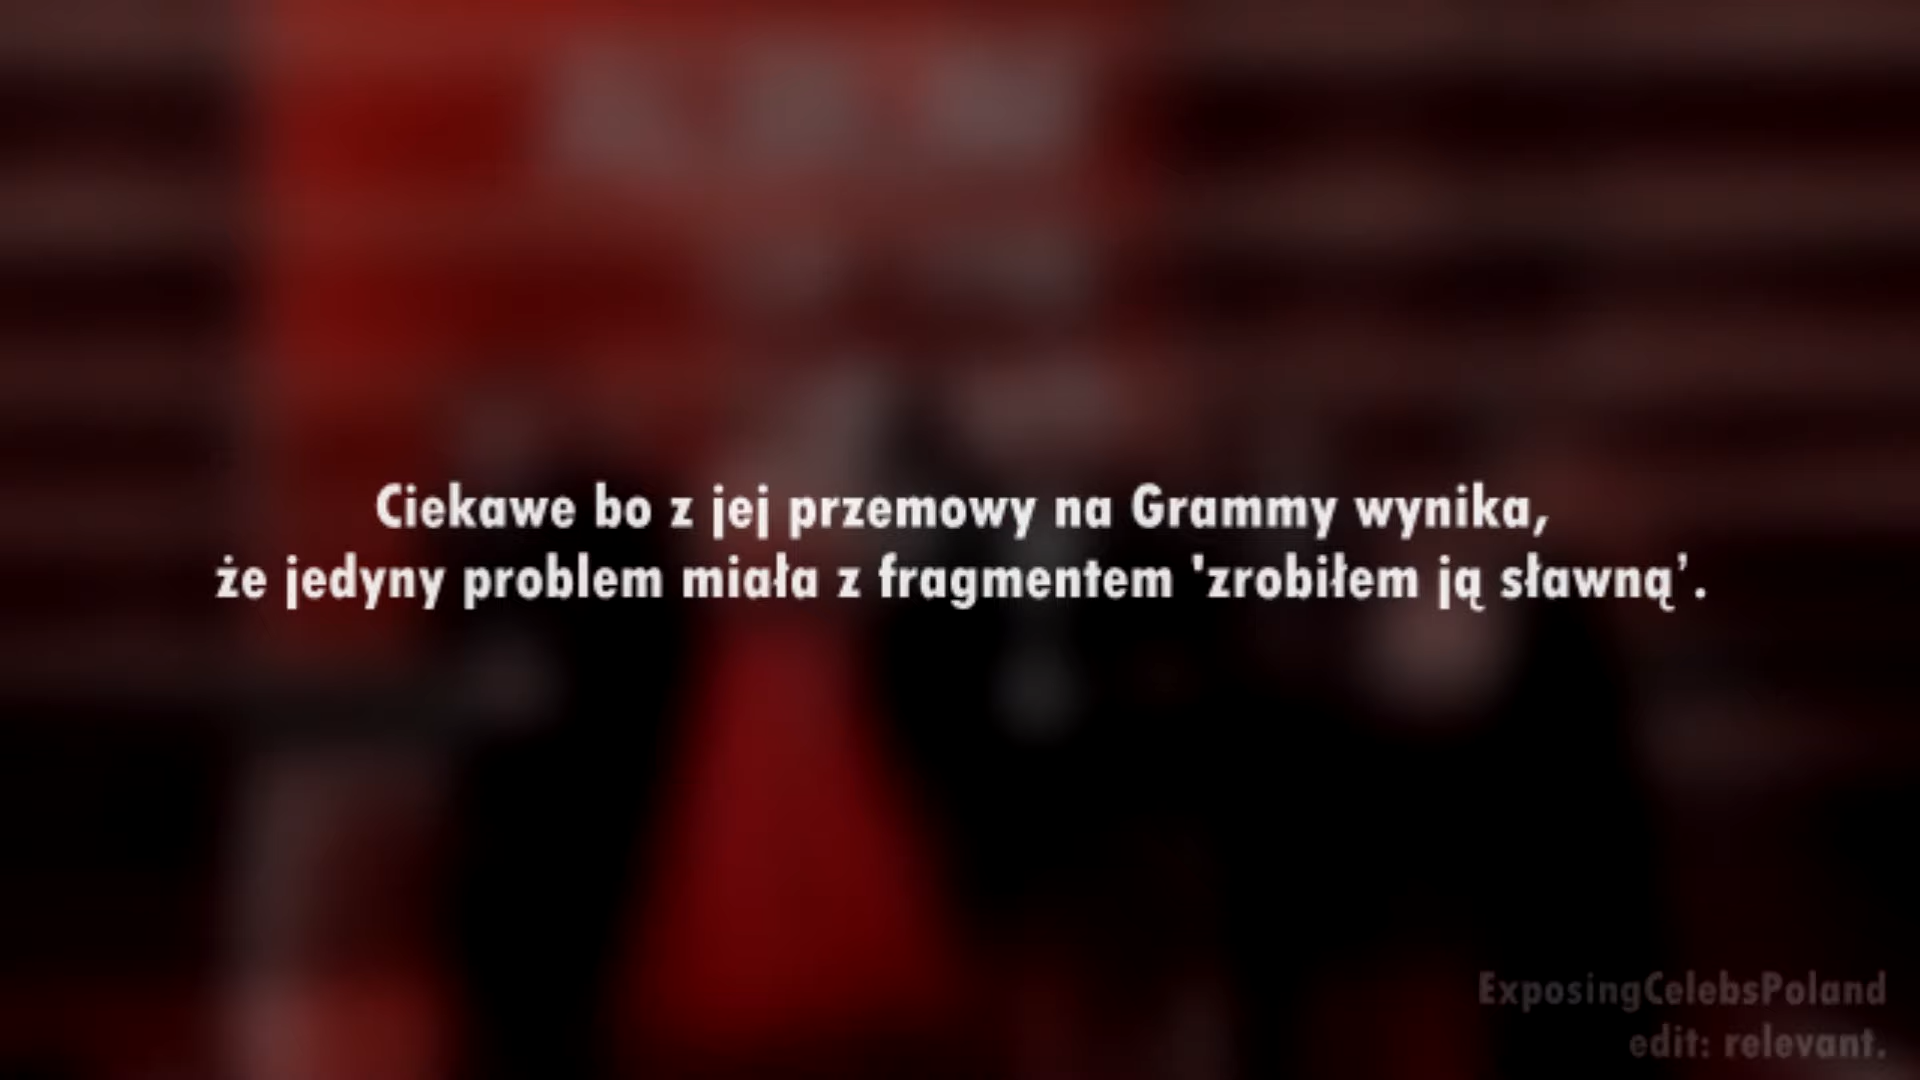 Ciekawe bo z jej przemowy na Grammy wynika,
że jedyny problem miała z fragmentem 'zrobiłem ją sławną’.
ExposingCelebsPoland
edit: relevant.